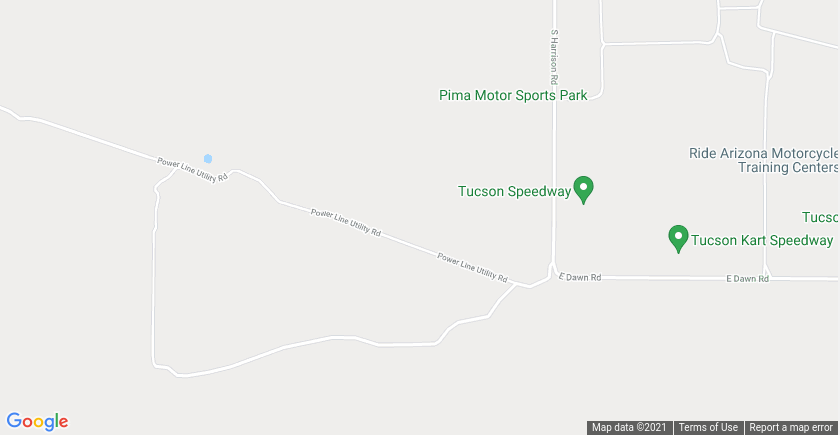 S Harrison Rd
Pima Motor Sports Park
Ride Arizona Motorcycle
Training Centers
Power Line Utility Rd
Tucson Speedway
Power Line Utility Rd
Tucso
Tucson Kart Speedway
Power Line Utility Rd
E Dawn Rd
E Dawn Rd
Google
Map data ©2021
Terms of Use
Report a map error